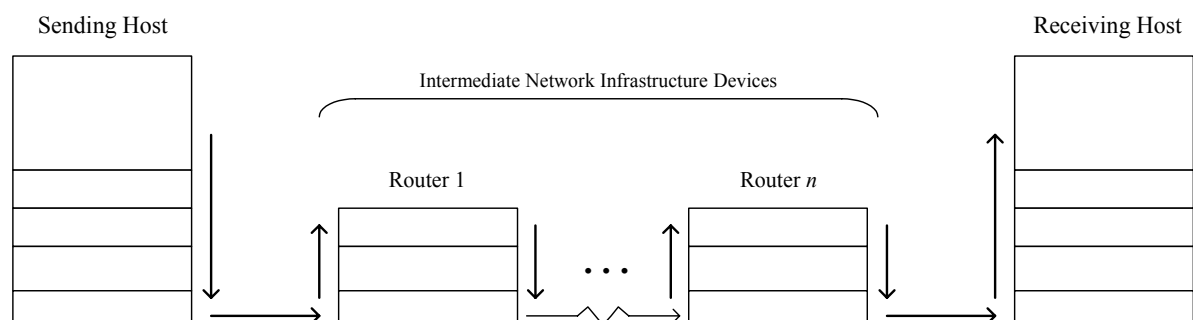 Sending Host
Receiving Host
Intermediate Network Infrastructure Devices
Router 1
Router n